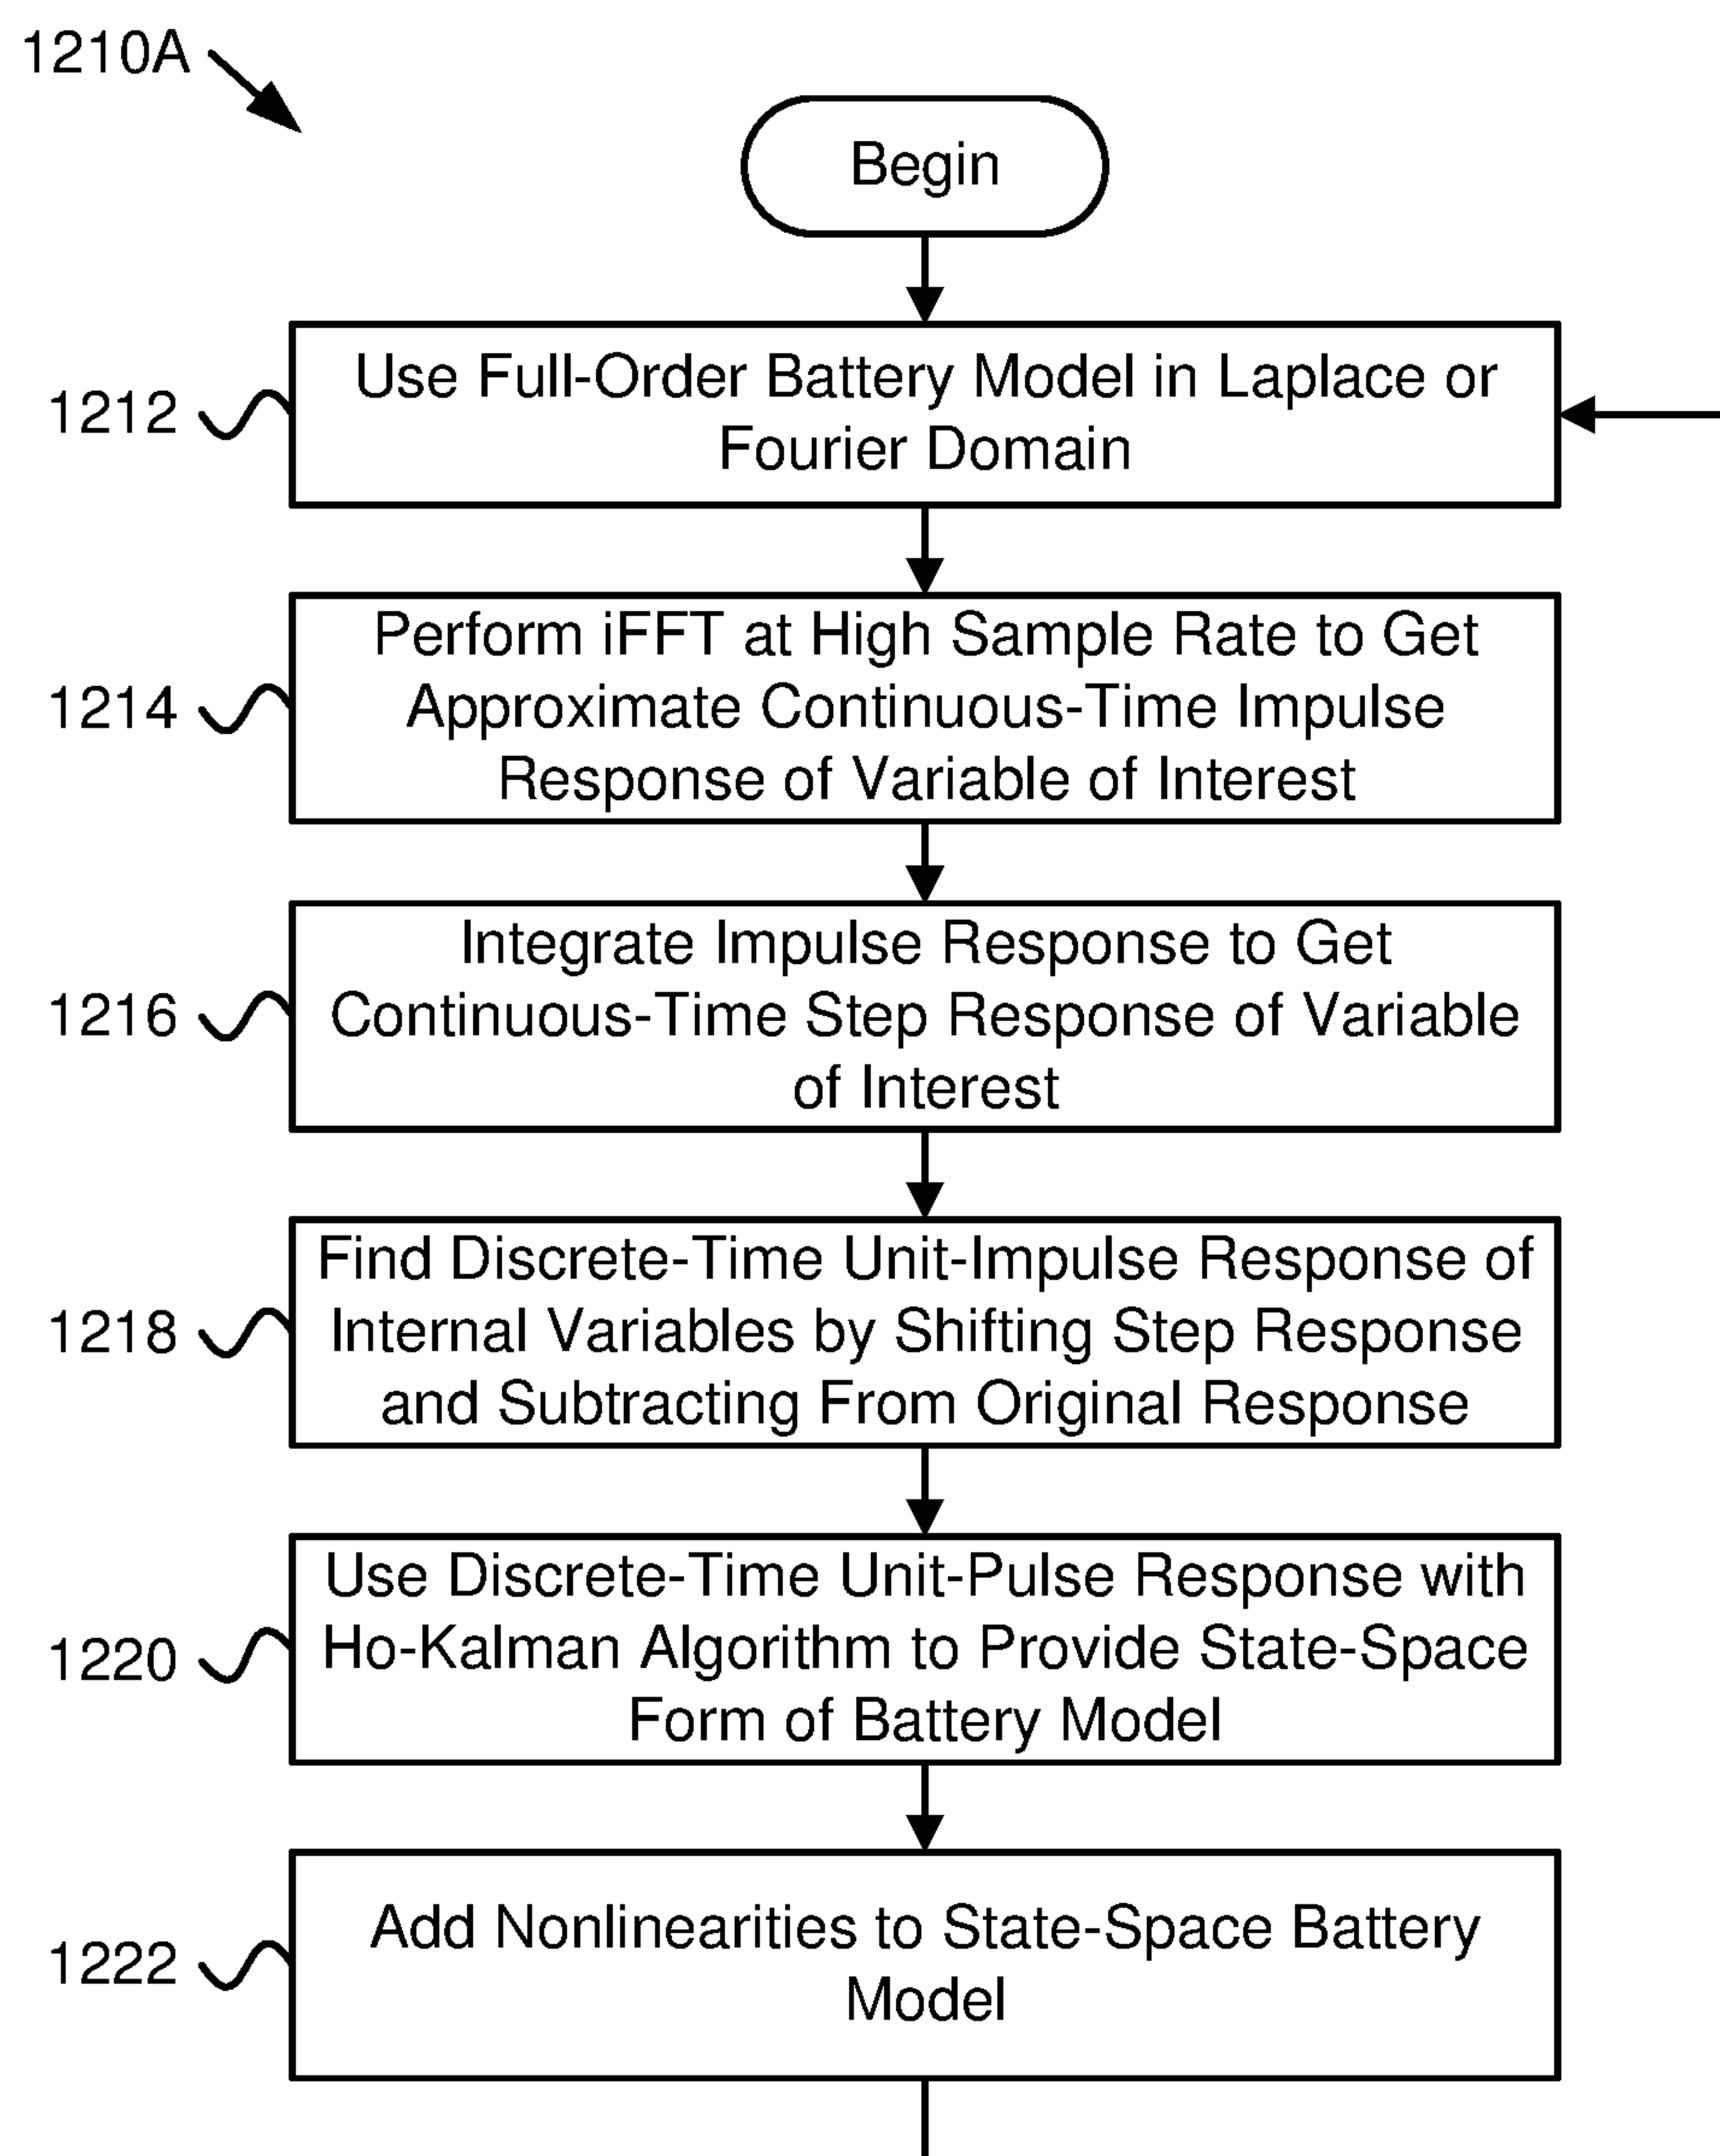 1210A
Begin
1212
Use Full-Order Battery Model in Laplace or
Fourier Domain
1214
Perform iFFT at High Sample Rate to Get
Approximate Continuous-Time Impulse
Response of Variable of Interest
1216
Integrate Impulse Response to Get
Continuous-Time Step Response of Variable
of Interest
1218
Find Discrete-Time Unit-Impulse Response of
Internal Variables by Shifting Step Response
and Subtracting From Original Response
1220
Use Discrete-Time Unit-Pulse Response with
Ho-Kalman Algorithm to Provide State-Space
Form of Battery Model
1222
Add Nonlinearities to State-Space Battery
Model